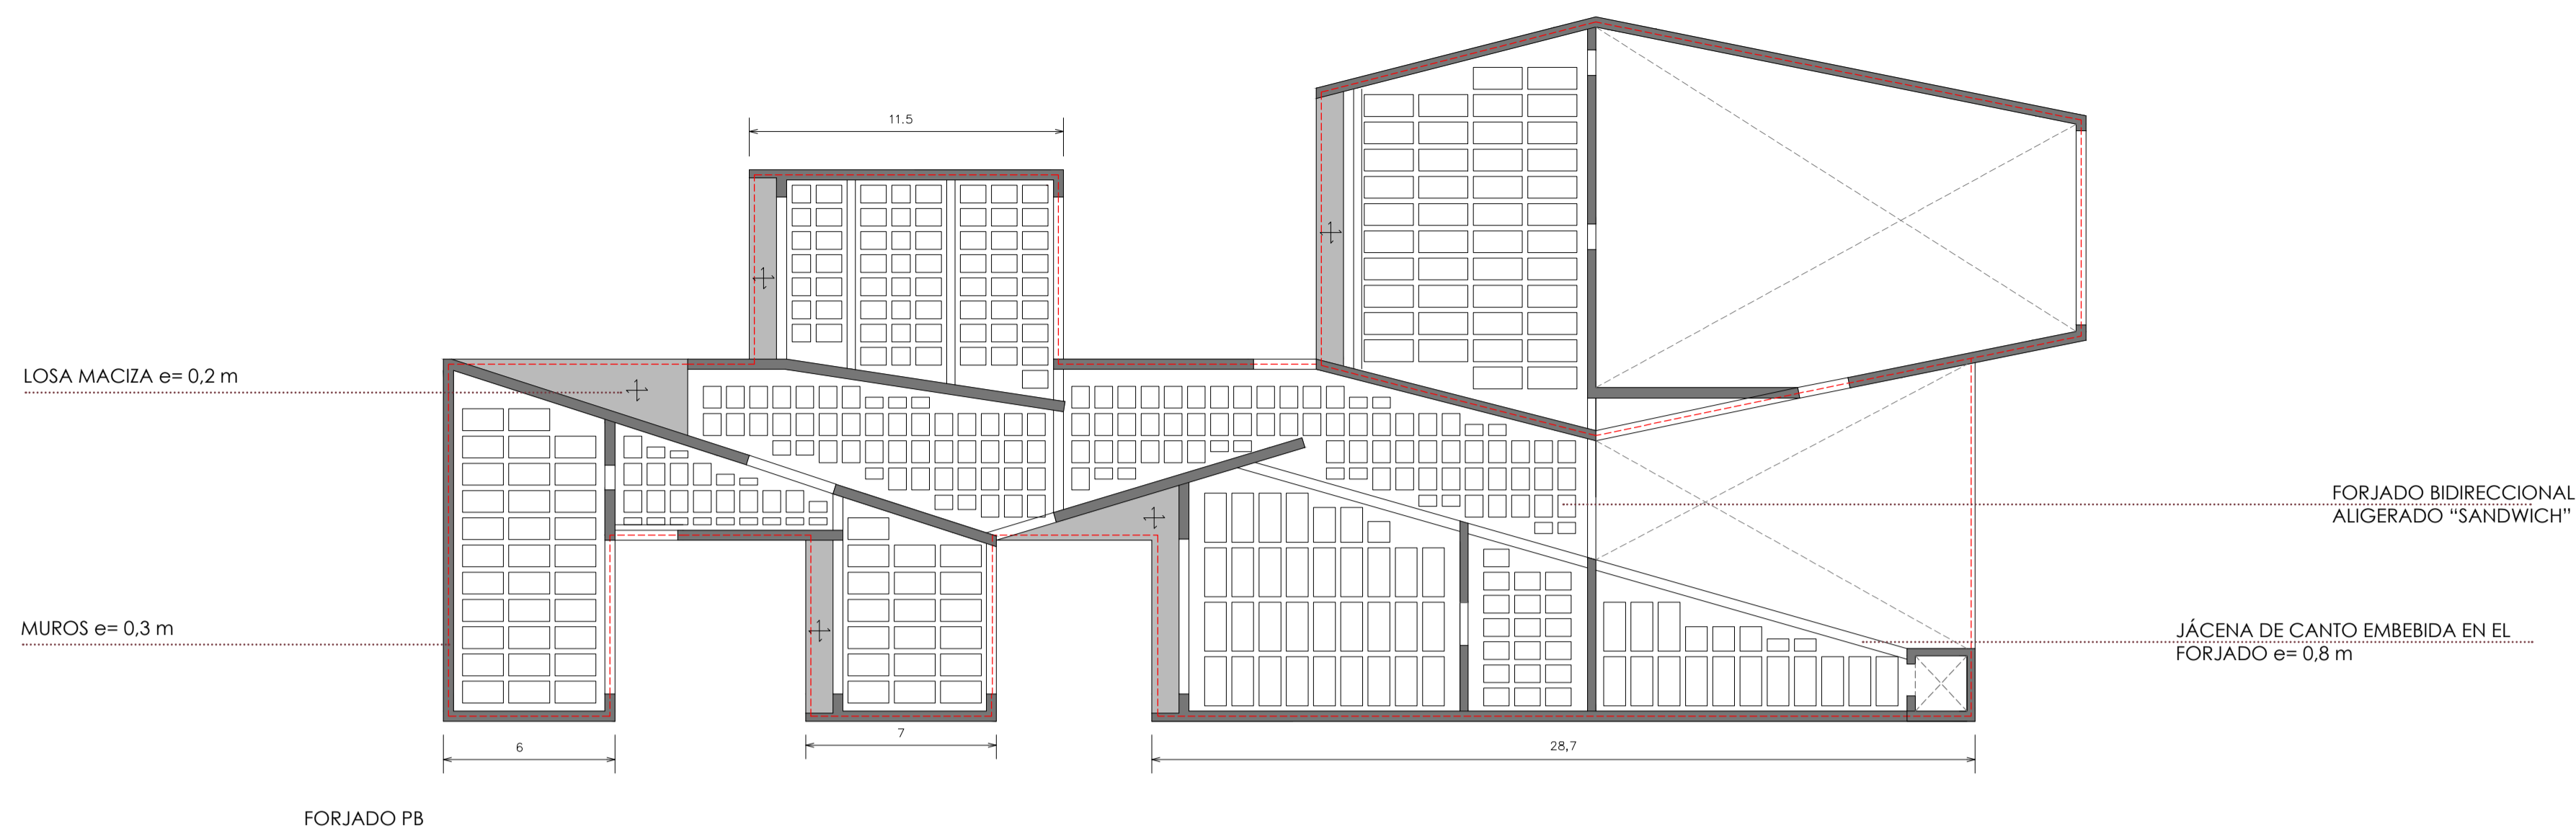 11.5
LOSA MACIZA e= 0,2 m
FORJADO BIDIRECCIONAL
ALIGERADO “SANDWICH”
MUROS e= 0,3 m
JÁCENA DE CANTO EMBEBIDA EN EL
FORJADO e= 0,8 m
6
7
28,7
FORJADO PB